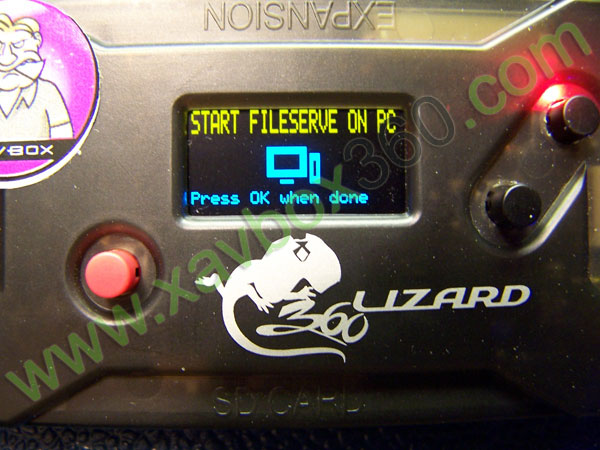 EXPANSION
START FILESERVE ON PC
Press OK when done
360 LIZARD
SD CARD
www.xavbox360.com